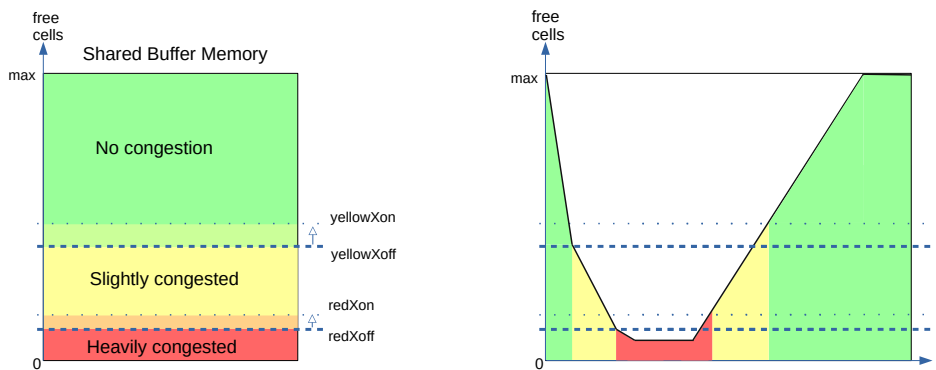 free
cells
Shared Buffer Memory
max
No congestion
yellowXon
yellowXoff
Slightly congested
redXon
redXoff
Heavily congested
0
free
cells
max
0